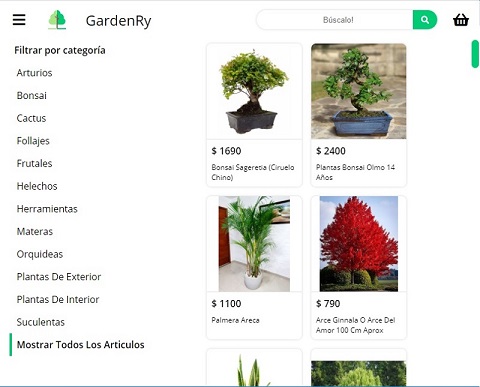 GardenRy
Búscalo!
Filtrar por categoría
Arturios
Bonsai
Cactus
Follajes
Frutales
Helechos
Herramientas
Materas
Orquideas
Plantas De Exterior
Plantas De Interior
Suculentas
Mostrar Todos Los Articulos
$ 1690
Bonsai Sageretia (Ciruelo
Chino)
$ 2400
Plantas Bonsai Olmo 14
Años
$ 1100
Palmera Areca
$ 790
Arce Ginnala O Arce Del
Amor 100 Cm Aprox